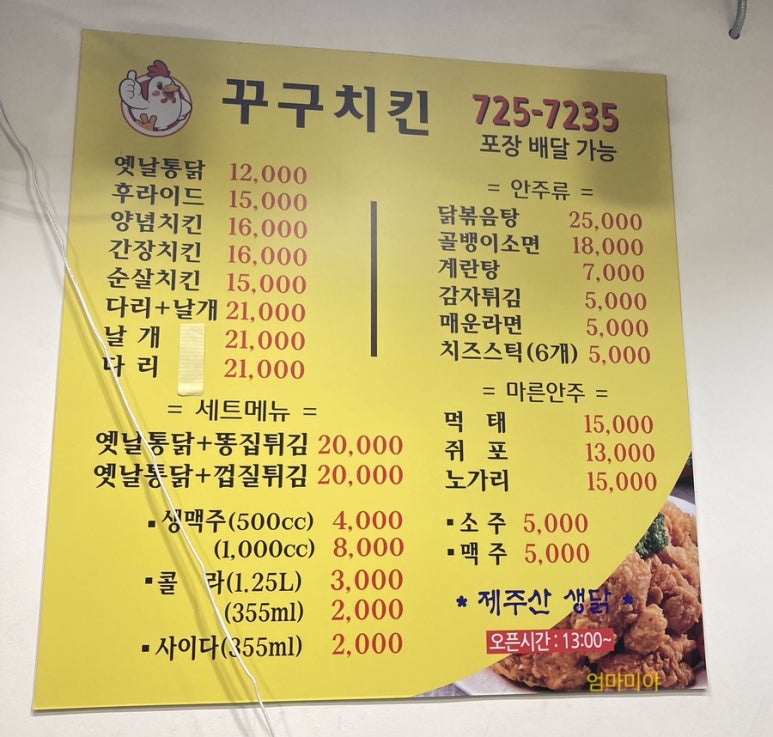 꾸구치킨
725-7235
포장 배달 가능
옛날통닭 12,000
후라이드 15,000
양념치킨 16,000
간장치킨 16,000
순살치킨 15,000
다리+날개 21,000
날 개 21,000
다 리 21,000
= 세트메뉴 =
옛날통닭+똥집튀김 20,000
옛날통닭+껍질튀김 20,000
▪생맥주(500cc) 4,000
(1,000cc) 8,000
▪콜 라(1.25L) 3,000
(355ml) 2,000
▪사이다(355ml) 2,000
= 안주류 =
닭볶음탕 25,000
골뱅이소면 18,000
계란탕 7,000
감자튀김 5,000
매운라면 5,000
치즈스틱(6개) 5,000
= 마른안주 =
먹 태 15,000
쥐 포 13,000
노가리 15,000
▪소 주 5,000
▪맥 주 5,000
* 제주산 생닭 *
오픈시간 : 13:00~
엄마미야